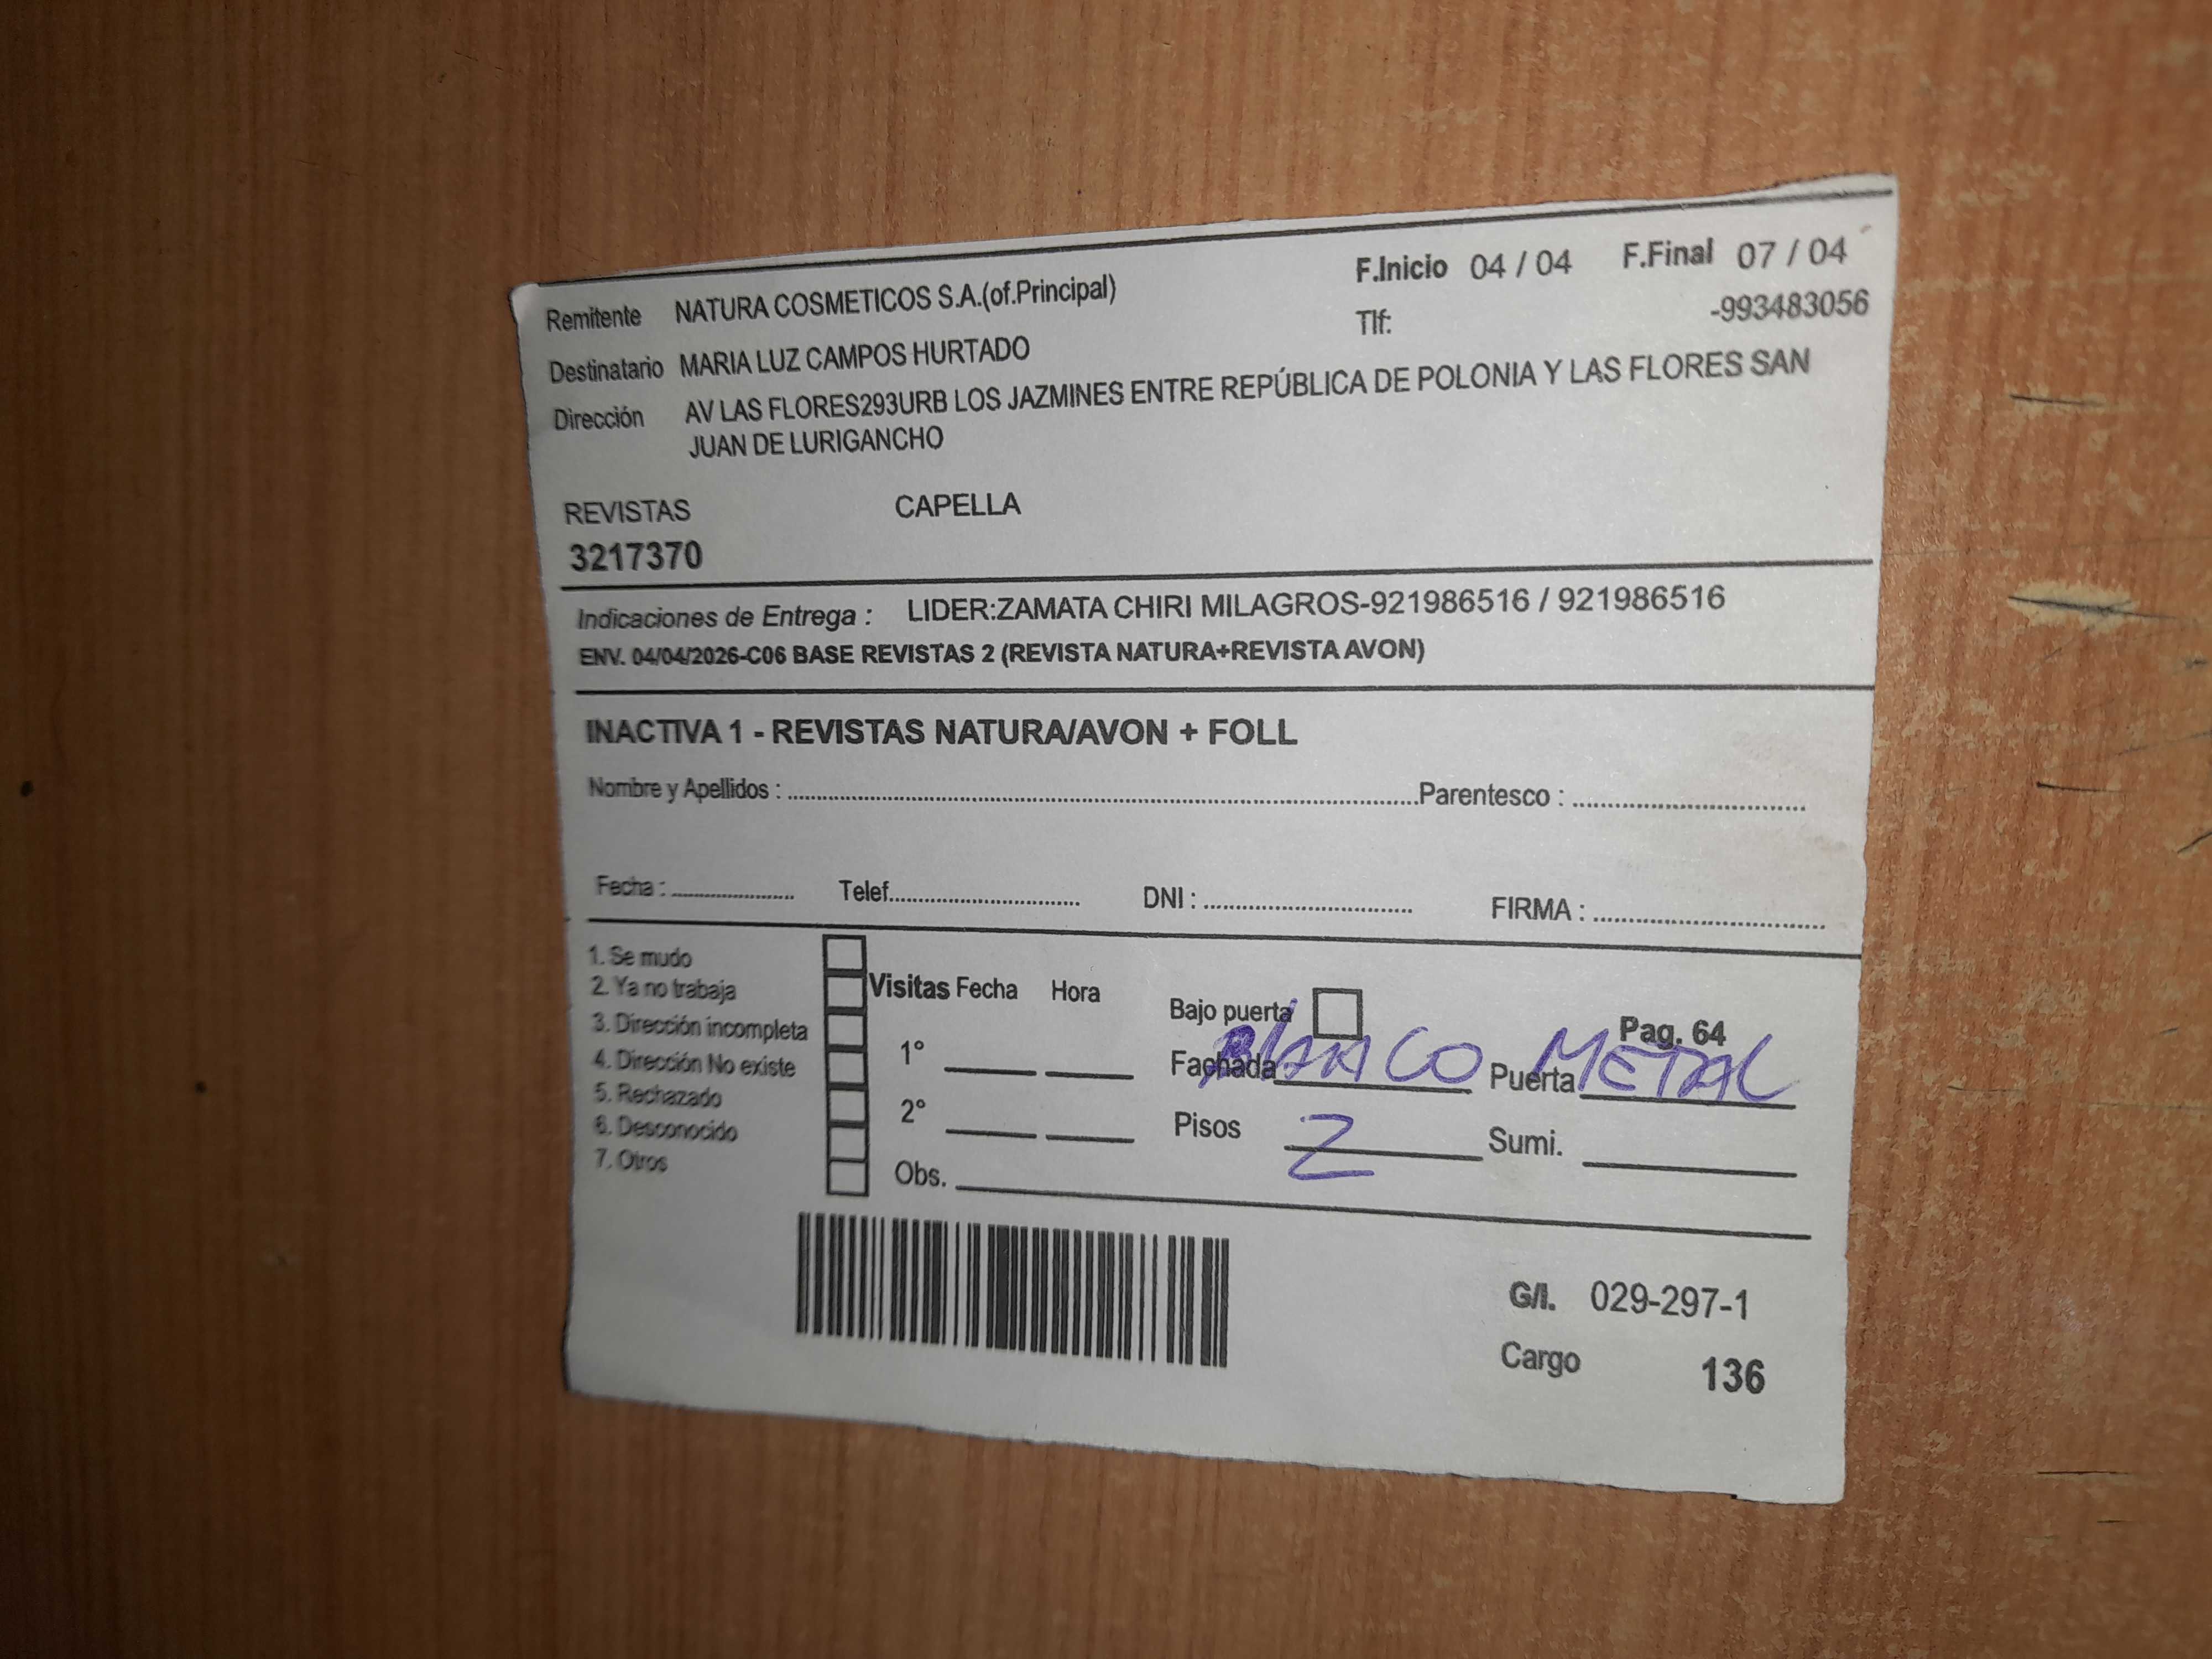 F.Inicio 04 / 04 F.Final 07 / 04
Remitente NATURA COSMETICOS S.A.(of.Principal)
Tlf: -993483056
Destinatario MARIA LUZ CAMPOS HURTADO
Dirección AV LAS FLORES293URB LOS JAZMINES ENTRE REPÚBLICA DE POLONIA Y LAS FLORES SAN
JUAN DE LURIGANCHO
REVISTAS CAPELLA
3217370
Indicaciones de Entrega : LIDER:ZAMATA CHIRI MILAGROS-921986516 / 921986516
ENV. 04/04/2026-C06 BASE REVISTAS 2 (REVISTA NATURA+REVISTA AVON)
INACTIVA 1 - REVISTAS NATURA/AVON + FOLL
Nombre y Apellidos : Parentesco :
Fecha : Telef. DNI : FIRMA :
1. Se mudo
2. Ya no trabaja
3. Dirección incompleta
4. Dirección No existe
5. Rechazado
6. Desconocido
7. Otros
Visitas Fecha Hora
1°
2°
Obs.
Bajo puerta Pag. 64
Fachada BLANCO Puerta METAL
Pisos 2 Sumi.
G/I. 029-297-1
Cargo 136